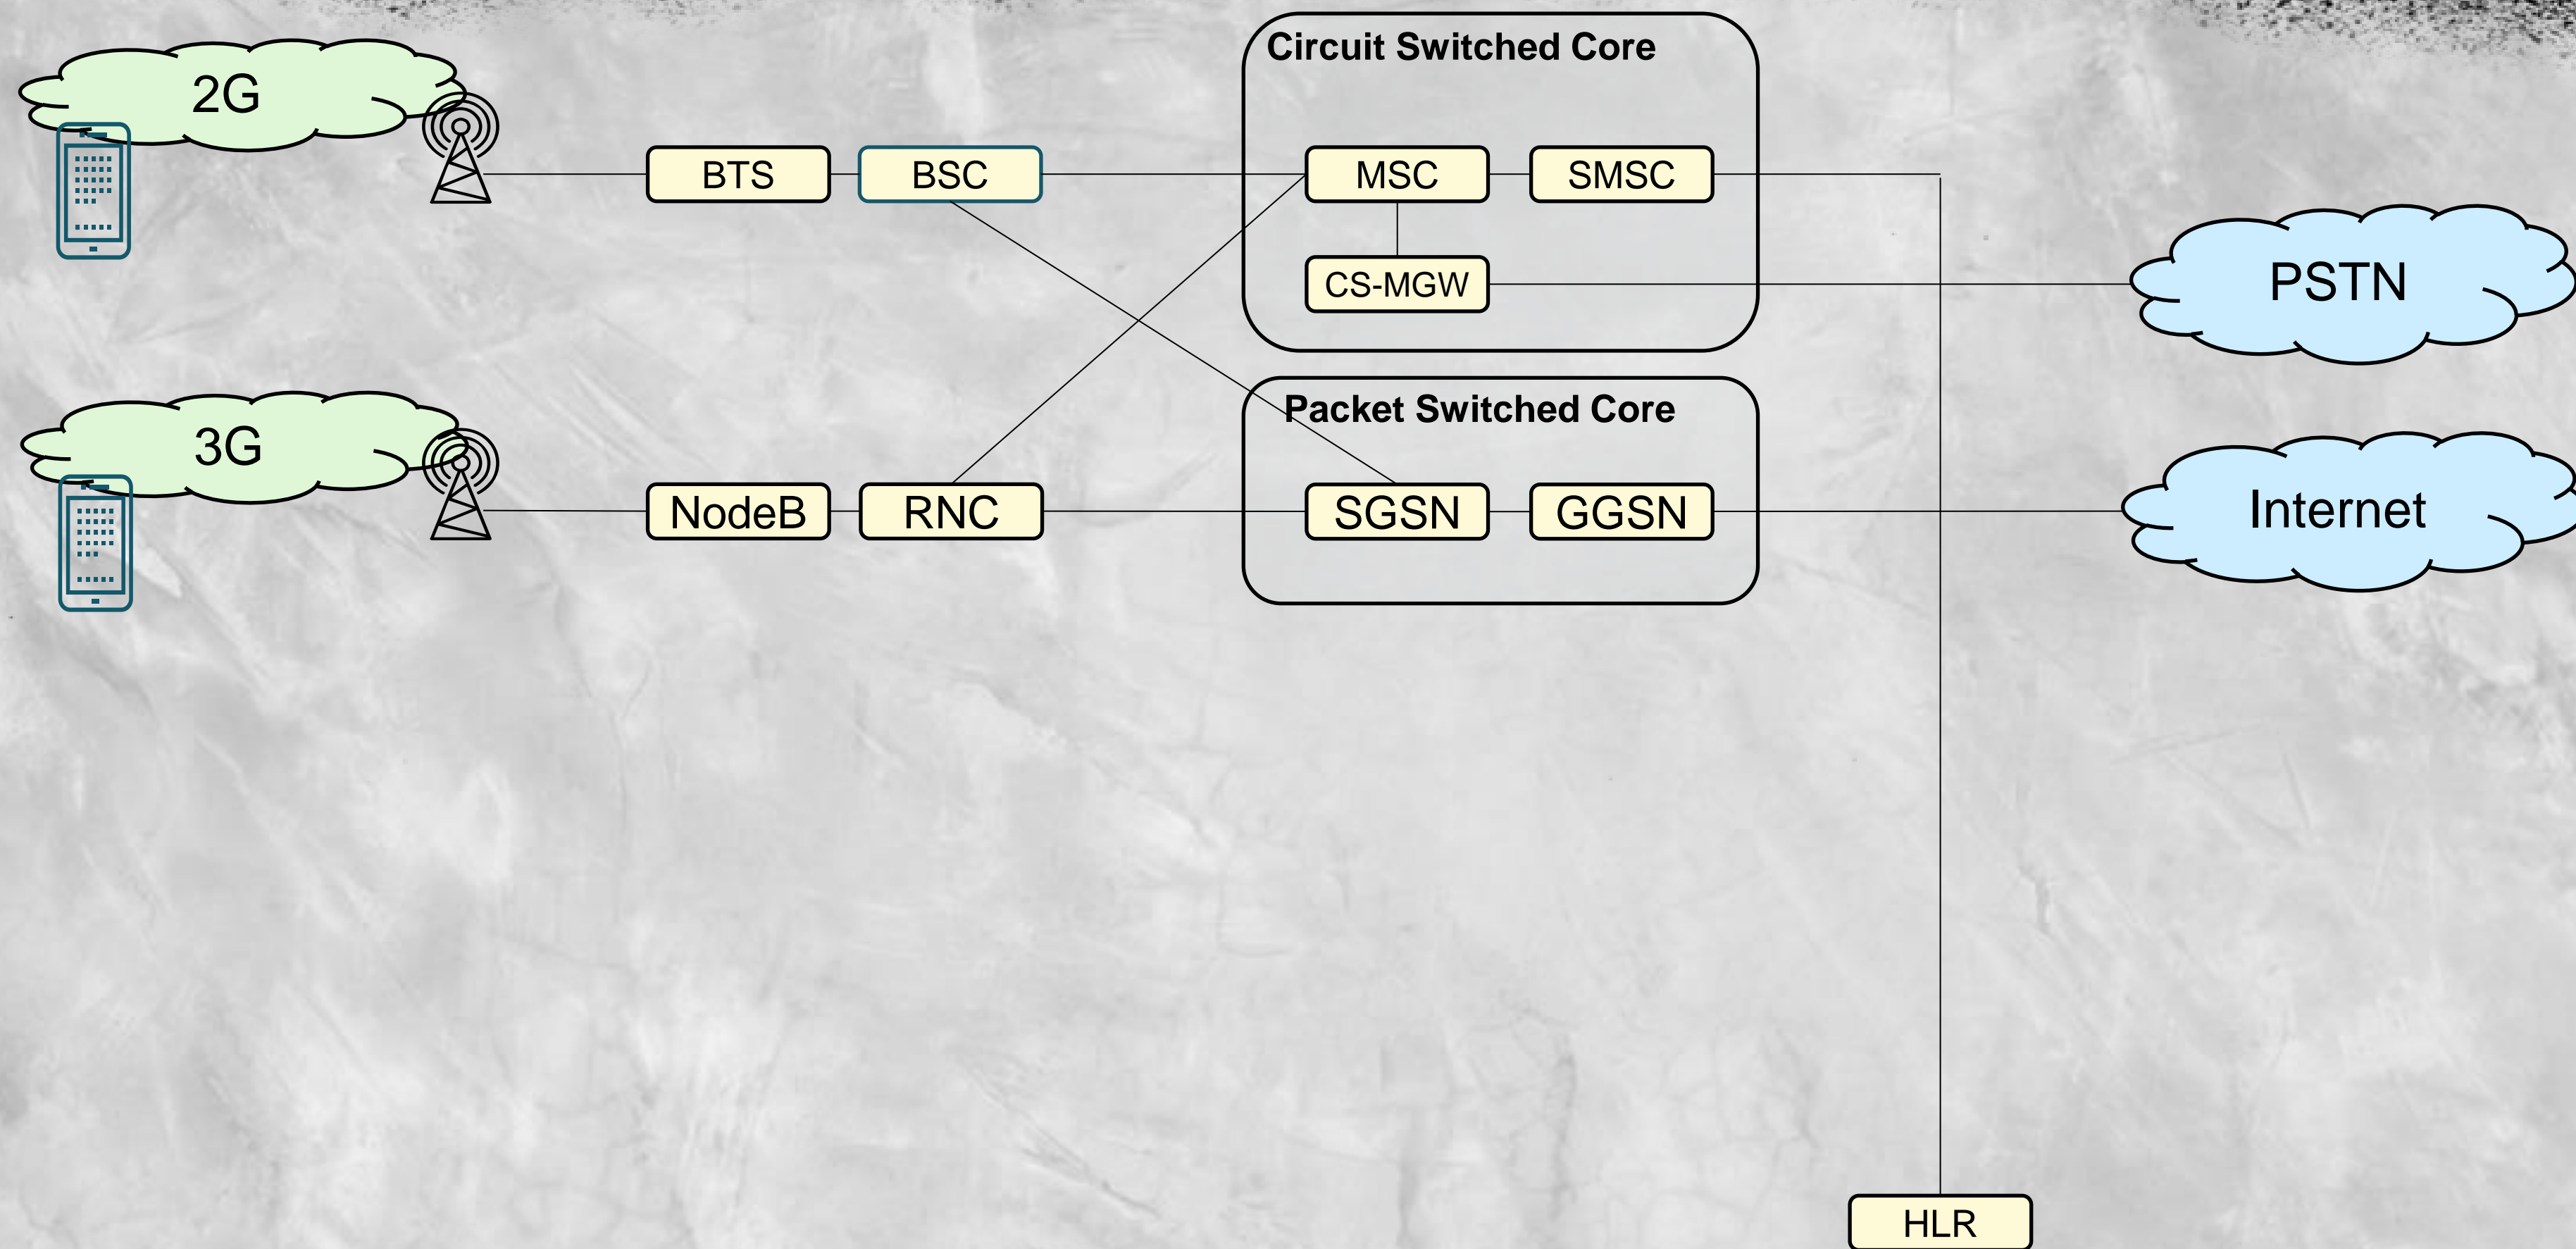 Circuit Switched Core
2G
BTS
BSC
MSC
SMSC
CS-MGW
PSTN
Packet Switched Core
3G
NodeB
RNC
SGSN
GGSN
Internet
HLR